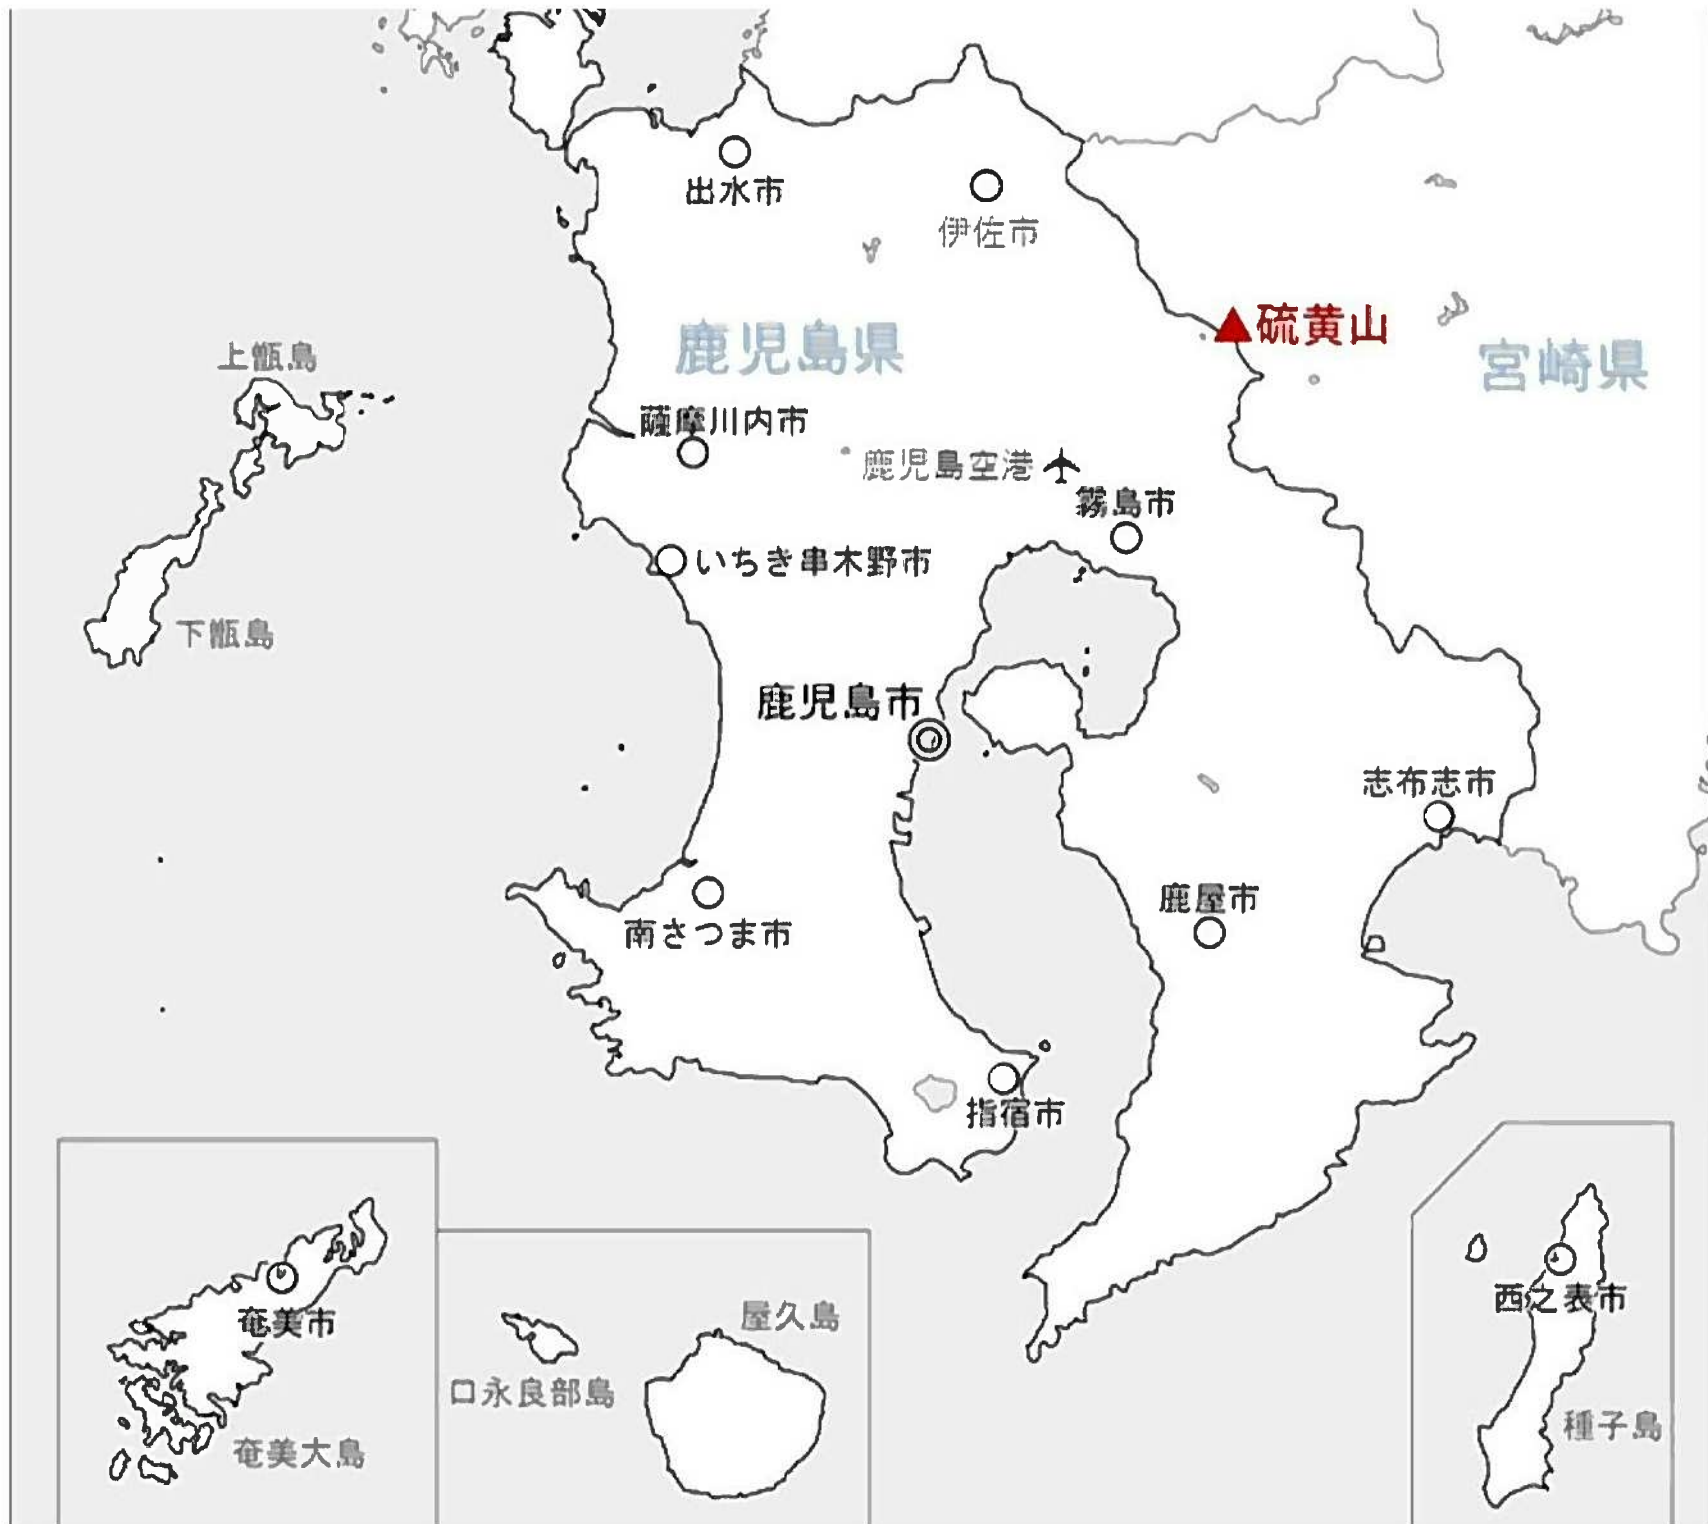 出水市
伊佐市
硫黄山
鹿児島県
宮崎県
上甑島
薩摩川内市
鹿児島空港
霧島市
いちき串木野市
下甑島
鹿児島市
志布志市
鹿屋市
南さつま市
指宿市
奄美市
奄美大島
口永良部島
屋久島
西之表市
種子島